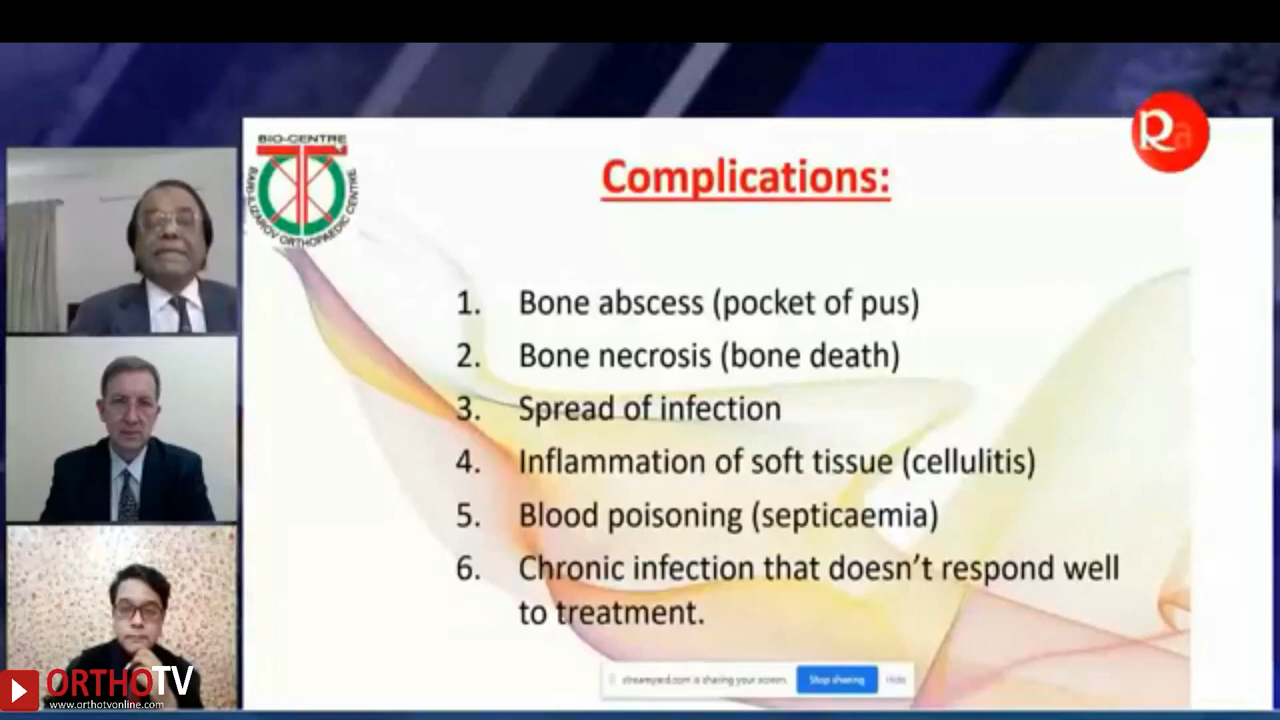 BIO-CENTRE
BARI-ILIZAROV ORTHOPAEDIC CENTRE
Ra
Complications:
1. Bone abscess (pocket of pus)
2. Bone necrosis (bone death)
3. Spread of infection
4. Inflammation of soft tissue (cellulitis)
5. Blood poisoning (septicaemia)
6. Chronic infection that doesn’t respond well
to treatment.
streamyard.com is sharing your screen. Stop sharing Hide
ORTHOTV
www.orthotvonline.com